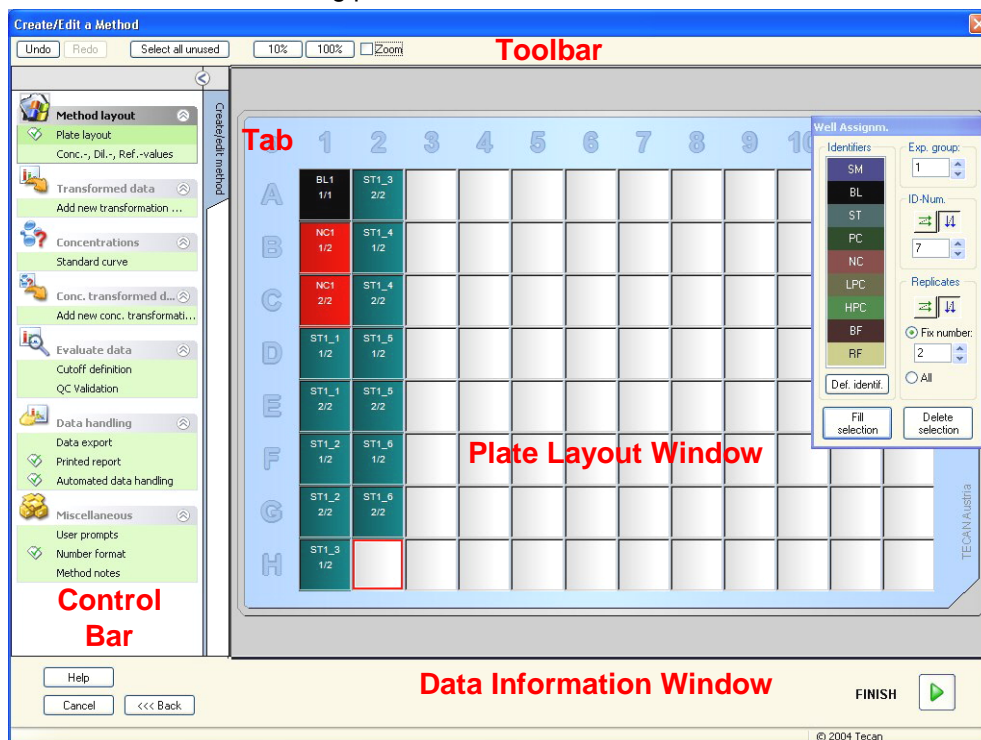 Create/Edit a Method
Undo Redo Select all unused 10% 100% Zoom Toolbar
Create/edit method
Tab
Method layout
Plate layout
Conc.-, Dil.-, Ref.-values
Transformed data
Add new transformation ...
Concentrations
Standard curve
Conc. transformed d...
Add new conc. transformati...
Evaluate data
Cutoff definition
QC Validation
Data handling
Data export
Printed report
Automated data handling
Miscellaneous
User prompts
Number format
Method notes
Control
Bar
1 2 3 4 5 6 7 8 9 10
A BL1 ST1_3
1/1 2/2
B NC1 ST1_4
1/2 1/2
C NC1 ST1_4
2/2 2/2
D ST1_1 ST1_5
1/2 1/2
E ST1_1 ST1_5
2/2 2/2
F ST1_2 ST1_6
1/2 1/2
G ST1_2 ST1_6
2/2 2/2
H ST1_3
1/2
Plate Layout Window
TECAN Austria
Well Assignm.
Identifiers
SM
BL
ST
PC
NC
LPC
HPC
BF
RF
Def. identif.
Exp. group:
1
ID-Num.
7
Replicates
Fix number:
2
All
Fill
selection
Delete
selection
Help
Cancel <<< Back
Data Information Window
FINISH
© 2004 Tecan